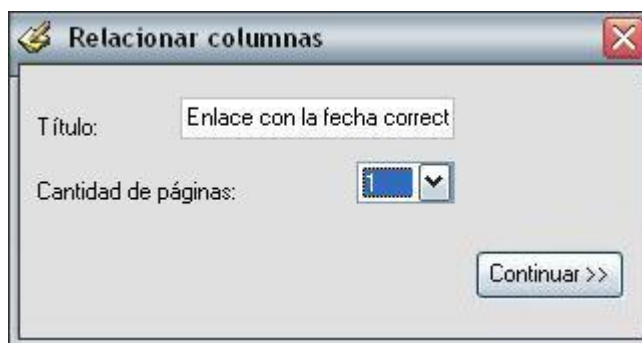 Relacionar columnas
Título: Enlace con la fecha correct
Cantidad de páginas: 1
Continuar >>